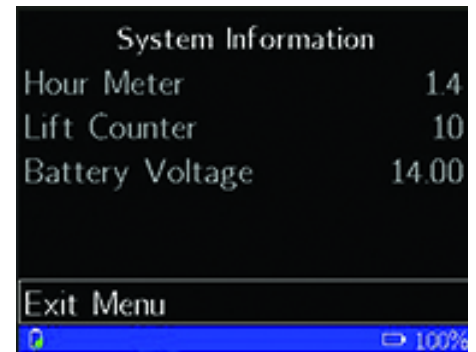 System Information
Hour Meter 1.4
Lift Counter 10
Battery Voltage 14.00
Exit Menu
100%